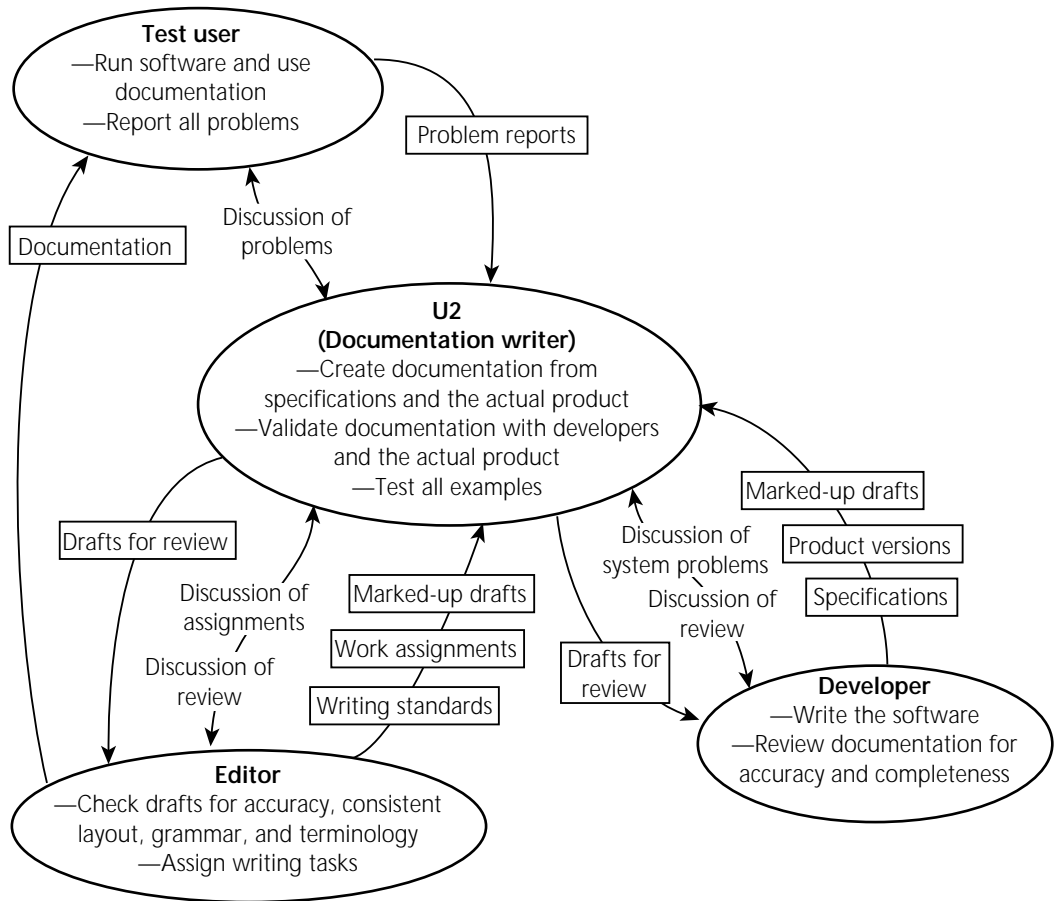 Test user
—Run software and use
documentation
—Report all problems
Problem reports
Discussion of
problems
Documentation
U2
(Documentation writer)
—Create documentation from
specifications and the actual product
—Validate documentation with developers
and the actual product
—Test all examples
Drafts for review
Discussion of
assignments
Discussion of
review
Marked-up drafts
Work assignments
Writing standards
Drafts for
review
Discussion of
system problems
Discussion of
review
Marked-up drafts
Product versions
Specifications
Developer
—Write the software
—Review documentation for
accuracy and completeness
Editor
—Check drafts for accuracy, consistent
layout, grammar, and terminology
—Assign writing tasks